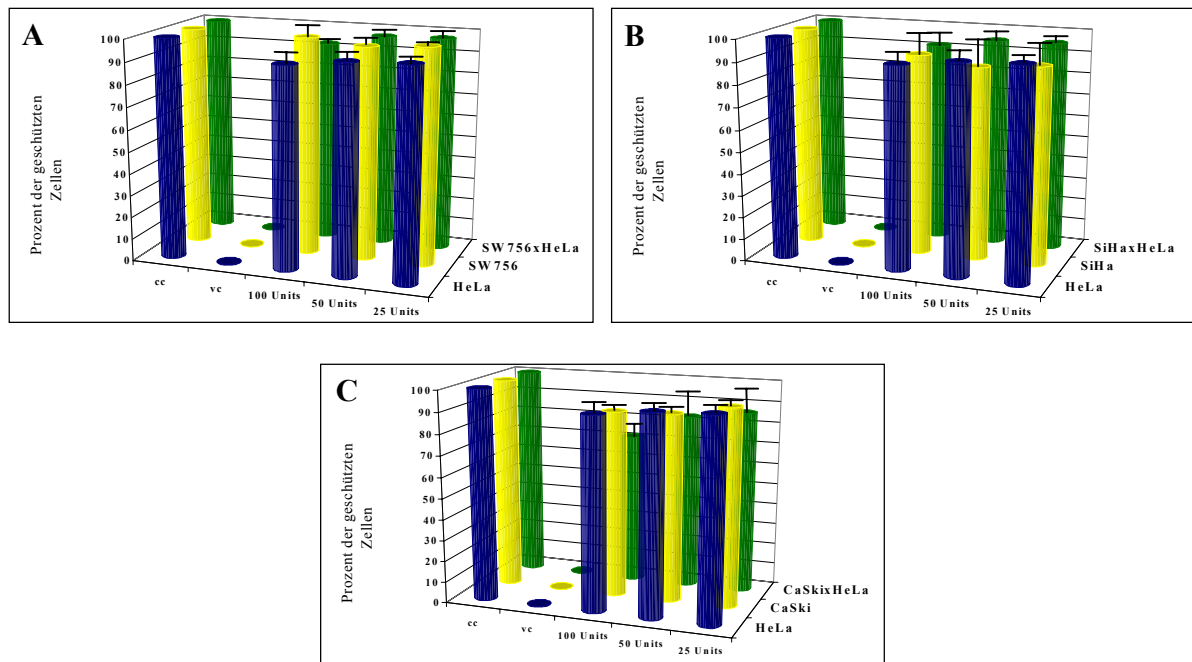 A
Prozent der geschützten
Zellen
100
90
80
70
60
50
40
30
20
10
0
cc
vc
100 Units
50 Units
25 Units
SW756xHeLa
SW756
HeLa
B
Prozent der geschützten
Zellen
100
90
80
70
60
50
40
30
20
10
0
cc
vc
100 Units
50 Units
25 Units
SiHaxHeLa
SiHa
HeLa
C
Prozent der geschützten
Zellen
100
90
80
70
60
50
40
30
20
10
0
cc
vc
100 Units
50 Units
25 Units
CaSkixHeLa
CaSki
HeLa